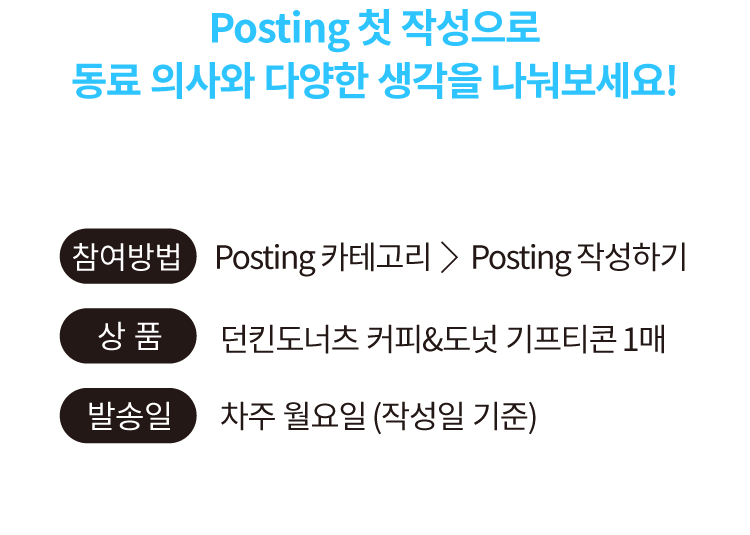 Posting 첫 작성으로
동료 의사와 다양한 생각을 나눠보세요!
참여방법 Posting 카테고리 > Posting 작성하기
상 품 던킨도너츠 커피&도넛 기프티콘 1매
발송일 차주 월요일 (작성일 기준)